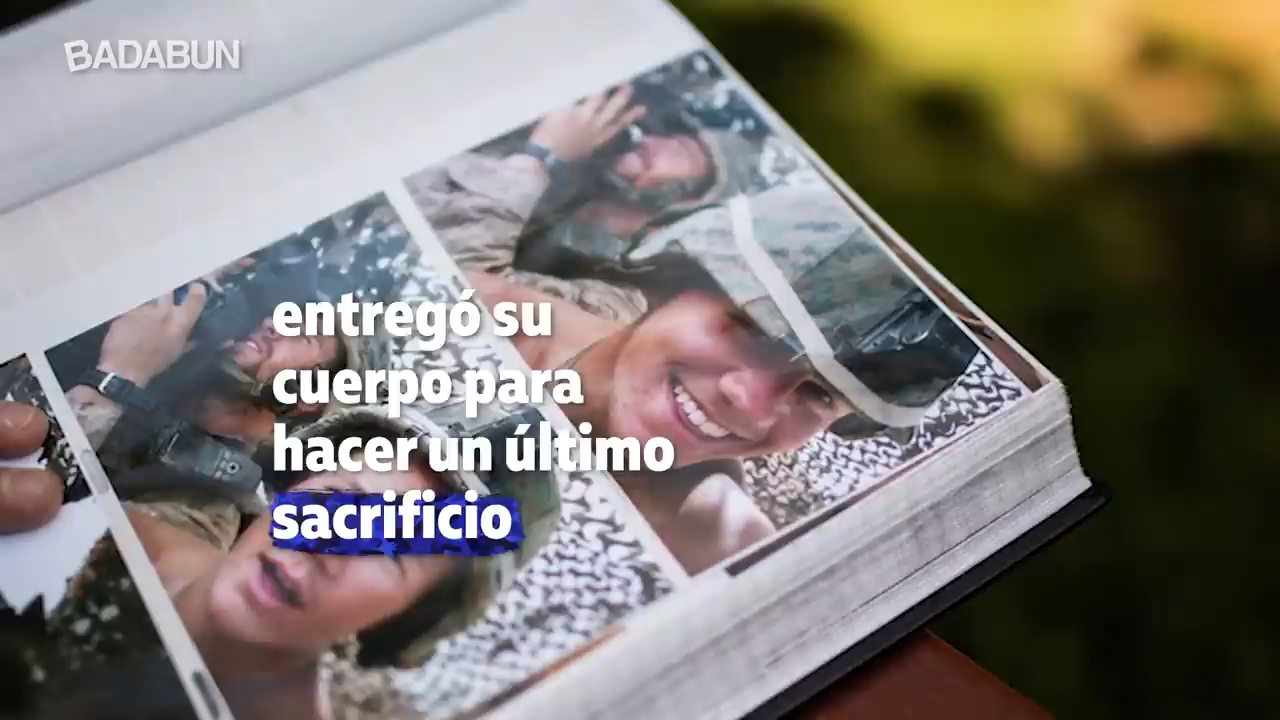 BADABUN
entregó su
cuerpo para
hacer un último
sacrificio